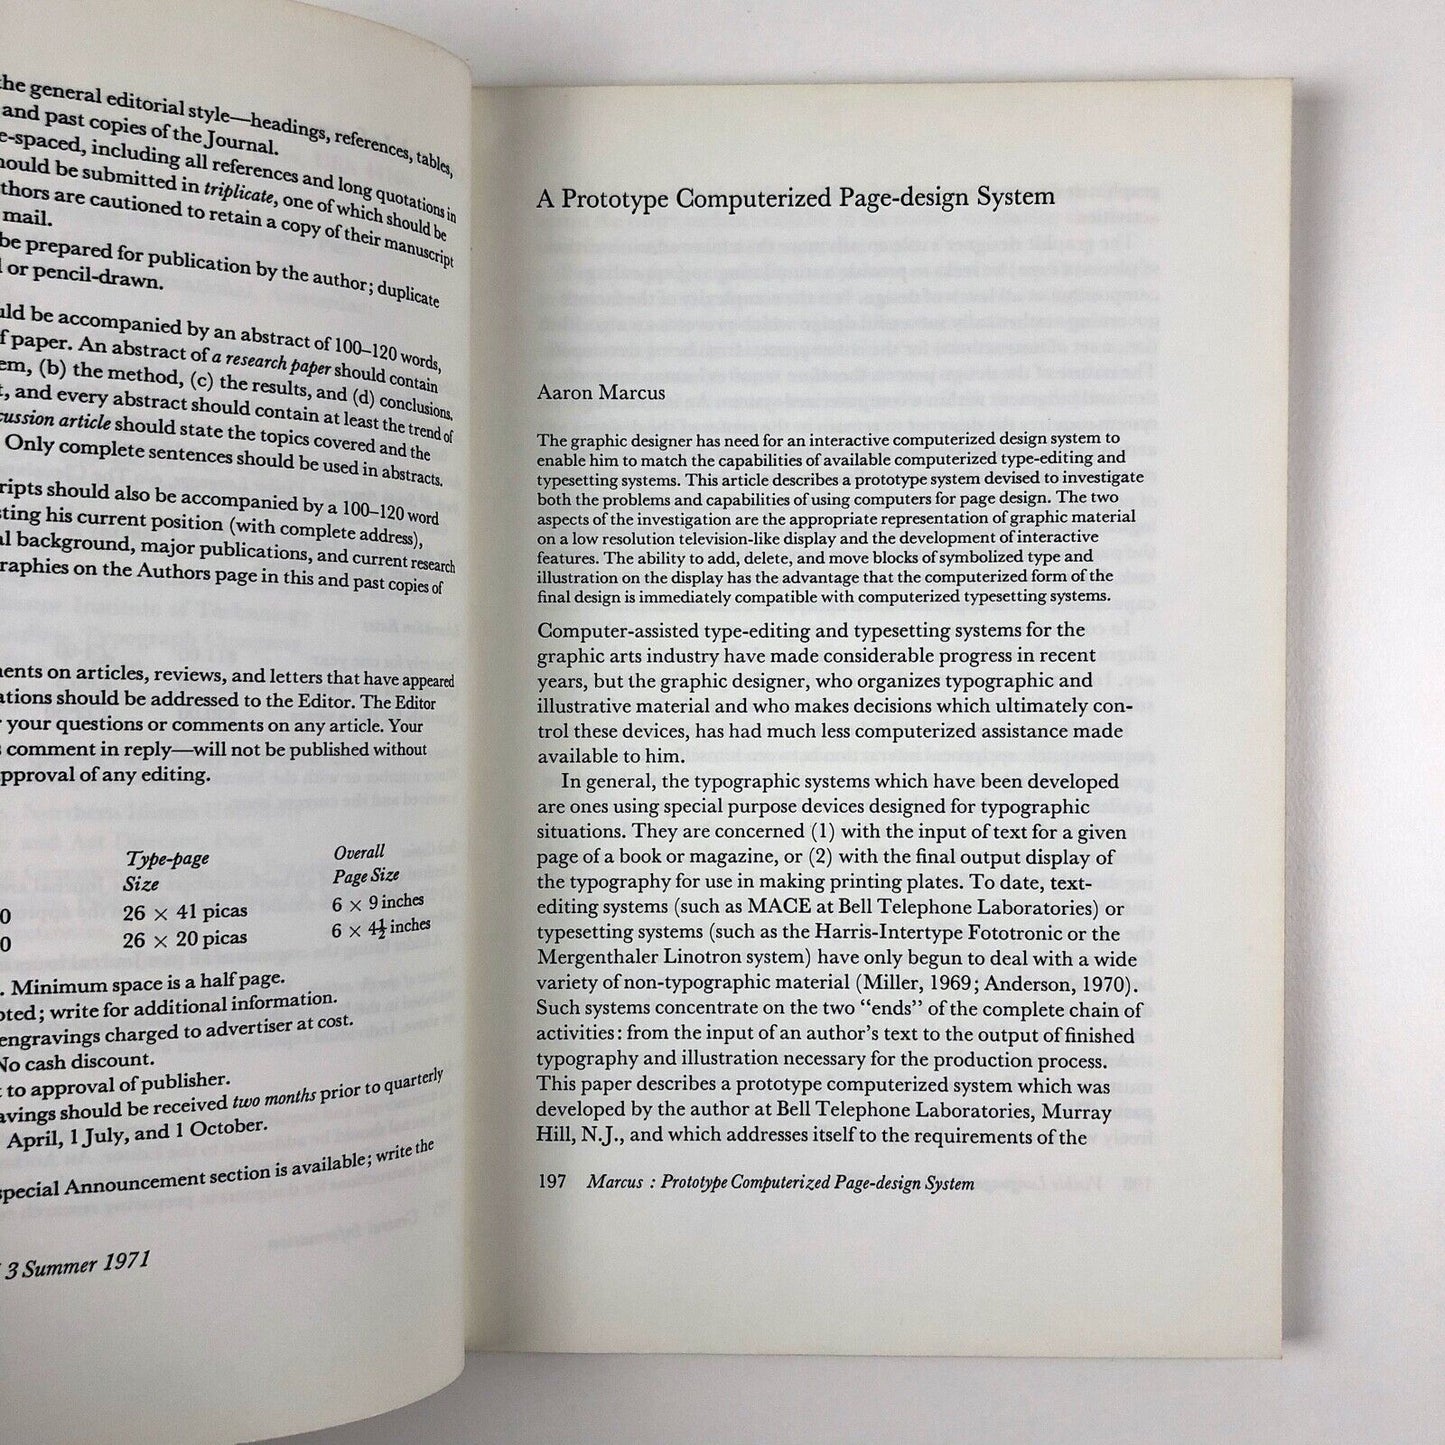 the general editorial style—headings, references, tables,
and past copies of the Journal.
e-spaced, including all references and long quotations in
hould be submitted in triplicate, one of which should be
thors are cautioned to retain a copy of their manuscript
mail.
be prepared for publication by the author; duplicate
or pencil-drawn.
uld be accompanied by an abstract of 100–120 words,
f paper. An abstract of a research paper should contain
em, (b) the method, (c) the results, and (d) conclusions,
, and every abstract should contain at least the trend of
cussion article should state the topics covered and the
Only complete sentences should be used in abstracts.
ripts should also be accompanied by a 100–120 word
sting his current position (with complete address),
al background, major publications, and current research
raphies on the Authors page in this and past copies of
ments on articles, reviews, and letters that have appeared
ations should be addressed to the Editor. The Editor
your questions or comments on any article. Your
s comment in reply—will not be published without
pproval of any editing.
Type-page Overall
Size Page Size
0 26 × 41 picas 6 × 9 inches
0 26 × 20 picas 6 × 4½ inches
. Minimum space is a half page.
pted; write for additional information.
engravings charged to advertiser at cost.
No cash discount.
t to approval of publisher.
avings should be received two months prior to quarterly
April, 1 July, and 1 October.
special Announcement section is available; write the
3 Summer 1971
A Prototype Computerized Page-design System
Aaron Marcus
The graphic designer has need for an interactive computerized design system to
enable him to match the capabilities of available computerized type-editing and
typesetting systems. This article describes a prototype system devised to investigate
both the problems and capabilities of using computers for page design. The two
aspects of the investigation are the appropriate representation of graphic material
on a low resolution television-like display and the development of interactive
features. The ability to add, delete, and move blocks of symbolized type and
illustration on the display has the advantage that the computerized form of the
final design is immediately compatible with computerized typesetting systems.
Computer-assisted type-editing and typesetting systems for the
graphic arts industry have made considerable progress in recent
years, but the graphic designer, who organizes typographic and
illustrative material and who makes decisions which ultimately con-
trol these devices, has had much less computerized assistance made
available to him.
In general, the typographic systems which have been developed
are ones using special purpose devices designed for typographic
situations. They are concerned (1) with the input of text for a given
page of a book or magazine, or (2) with the final output display of
the typography for use in making printing plates. To date, text-
editing systems (such as MACE at Bell Telephone Laboratories) or
typesetting systems (such as the Harris-Intertype Fototronic or the
Mergenthaler Linotron system) have only begun to deal with a wide
variety of non-typographic material (Miller, 1969; Anderson, 1970).
Such systems concentrate on the two “ends” of the complete chain of
activities: from the input of an author’s text to the output of finished
typography and illustration necessary for the production process.
This paper describes a prototype computerized system which was
developed by the author at Bell Telephone Laboratories, Murray
Hill, N.J., and which addresses itself to the requirements of the
197 Marcus : Prototype Computerized Page-design System